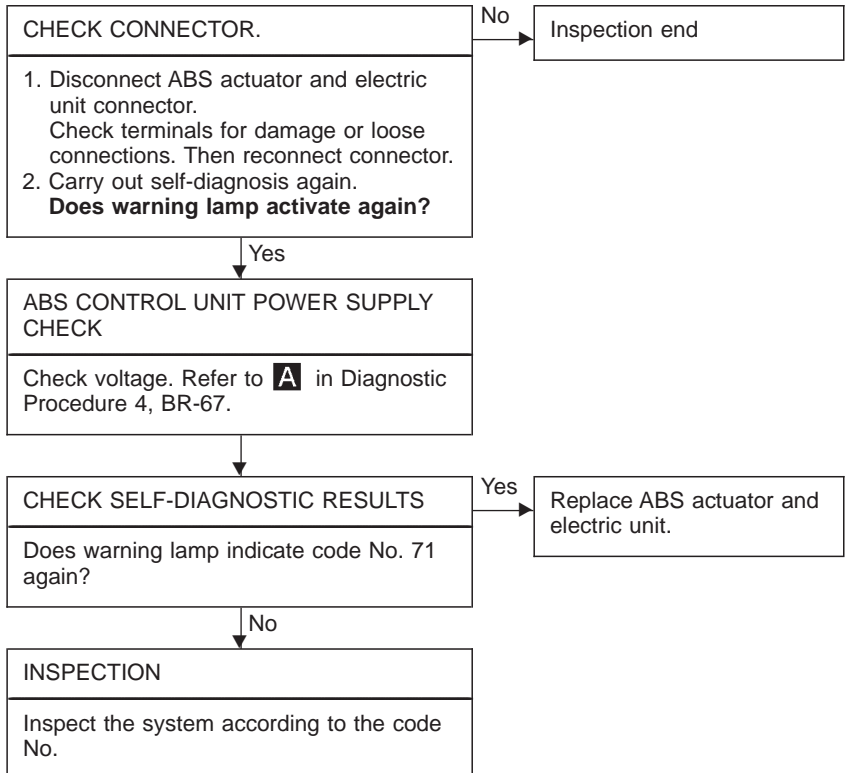 CHECK CONNECTOR.
No
Inspection end
1. Disconnect ABS actuator and electric
unit connector.
Check terminals for damage or loose
connections. Then reconnect connector.
2. Carry out self-diagnosis again.
Does warning lamp activate again?
Yes
ABS CONTROL UNIT POWER SUPPLY
CHECK
Check voltage. Refer to A in Diagnostic
Procedure 4, BR-67.
CHECK SELF-DIAGNOSTIC RESULTS
Yes
Replace ABS actuator and
electric unit.
Does warning lamp indicate code No. 71
again?
No
INSPECTION
Inspect the system according to the code
No.